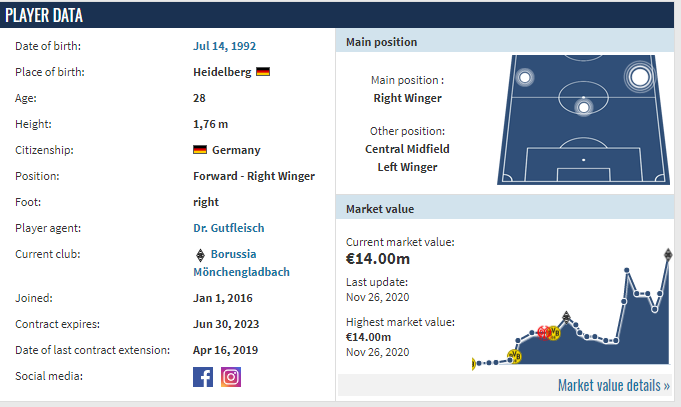 PLAYER DATA
Date of birth: Jul 14, 1992
Place of birth: Heidelberg
Age: 28
Height: 1,76 m
Citizenship: Germany
Position: Forward - Right Winger
Foot: right
Player agent: Dr. Gutfleisch
Current club: Borussia
Mönchengladbach
Joined: Jan 1, 2016
Contract expires: Jun 30, 2023
Date of last contract extension: Apr 16, 2019
Social media:
Main position
Main position :
Right Winger
Other position:
Central Midfield
Left Winger
Market value
Current market value:
€14.00m
Last update:
Nov 26, 2020
Highest market value:
€14.00m
Nov 26, 2020
Market value details »